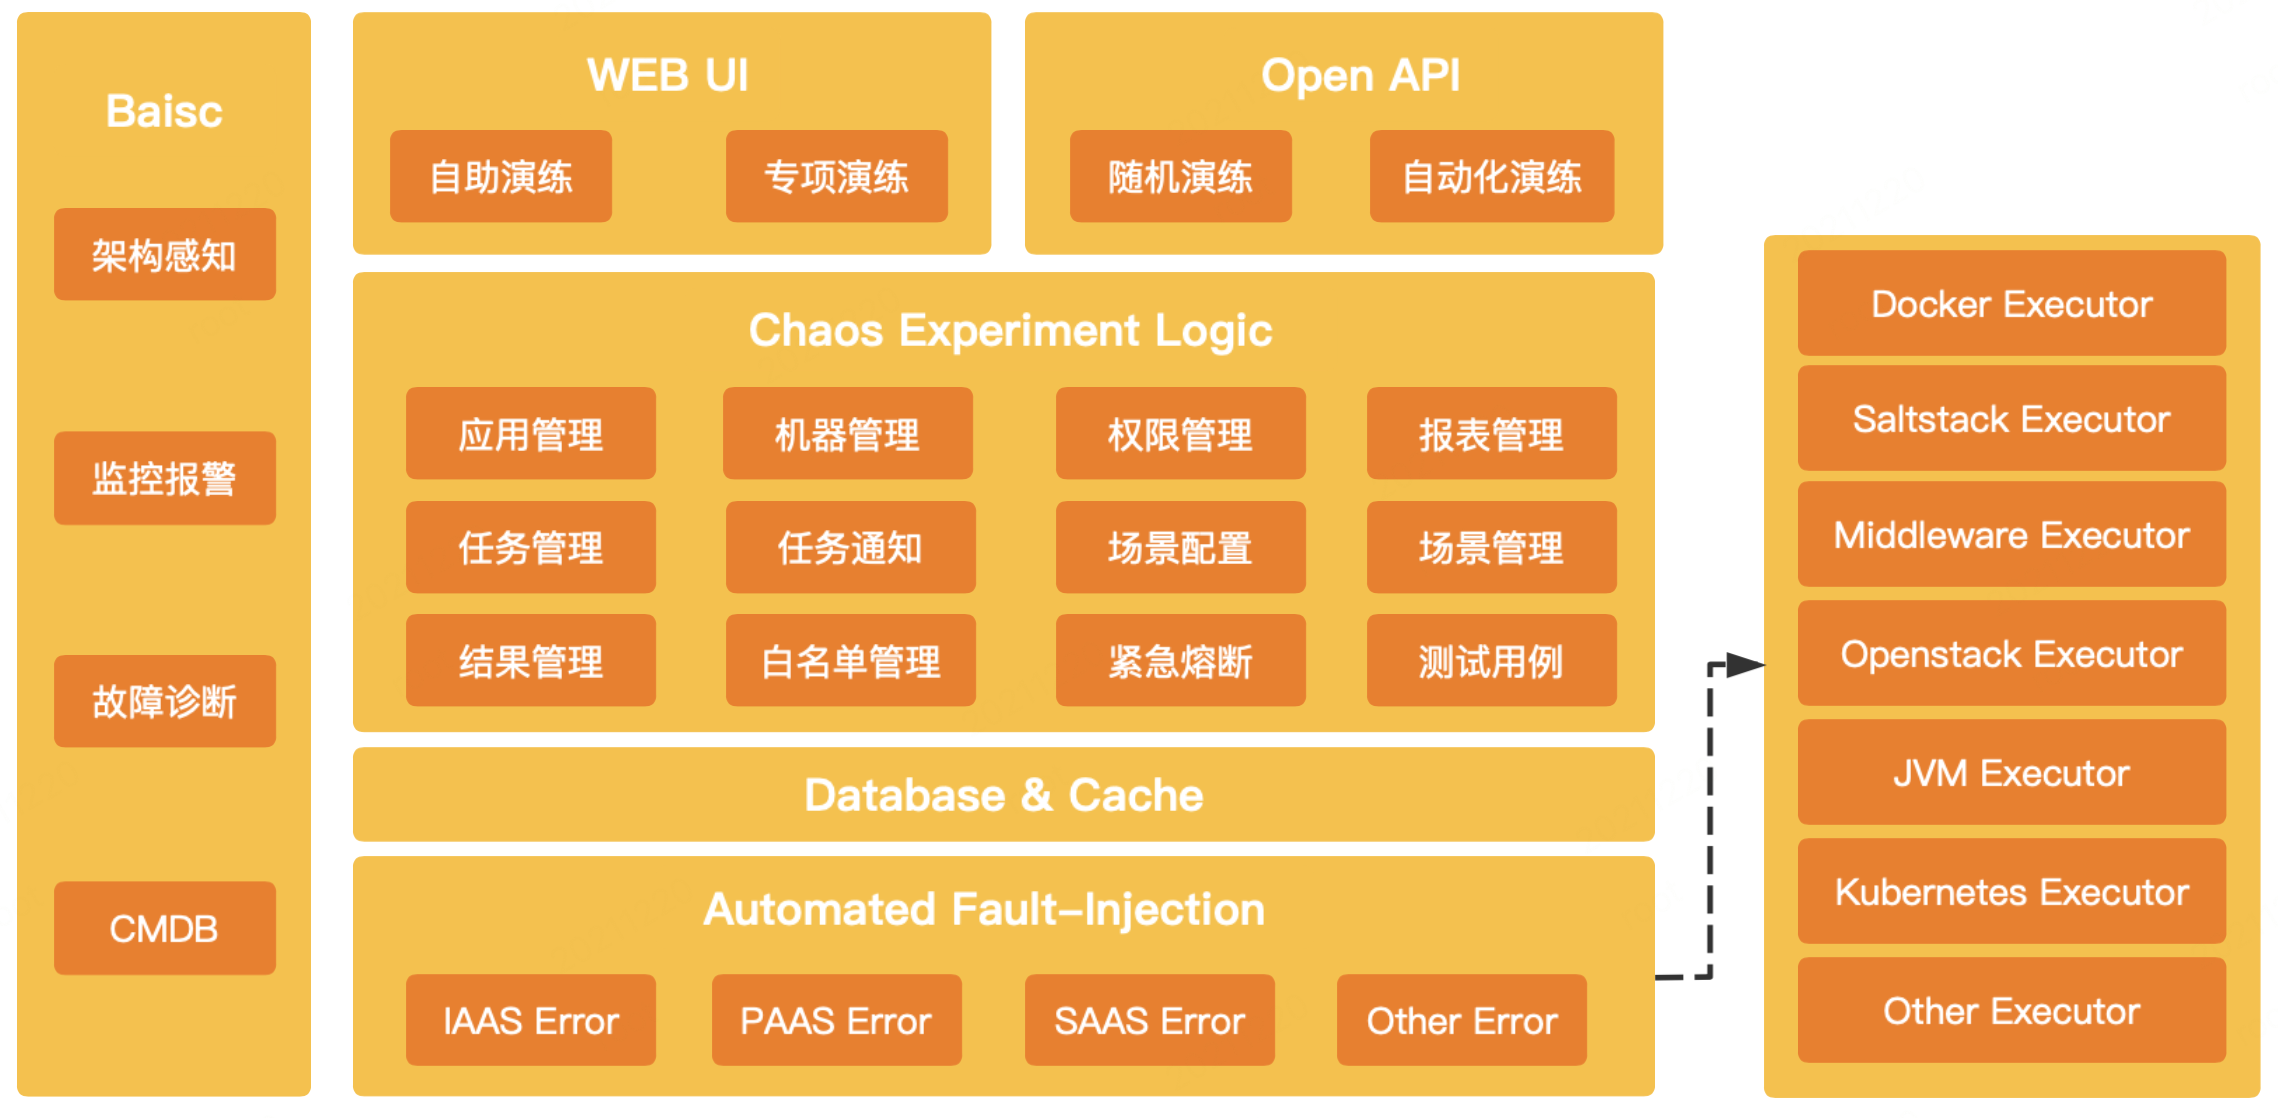 Baisc
架构感知
监控报警
故障诊断
CMDB
WEB UI
自助演练
专项演练
Open API
随机演练
自动化演练
Chaos Experiment Logic
应用管理
机器管理
权限管理
报表管理
任务管理
任务通知
场景配置
场景管理
结果管理
白名单管理
紧急熔断
测试用例
Database & Cache
Automated Fault-Injection
IAAS Error
PAAS Error
SAAS Error
Other Error
Docker Executor
Saltstack Executor
Middleware Executor
Openstack Executor
JVM Executor
Kubernetes Executor
Other Executor